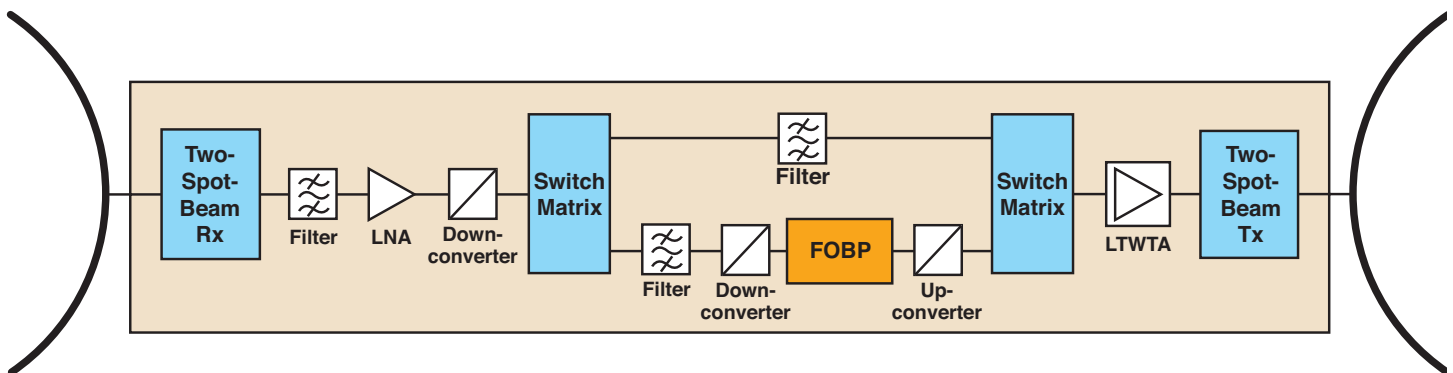 Two-
Spot-
Beam
Rx
Filter
LNA
Down-
converter
Switch
Matrix
Filter
Filter
Down-
converter
FOBP
Up-
converter
Switch
Matrix
LTWTA
Two-
Spot-
Beam
Tx